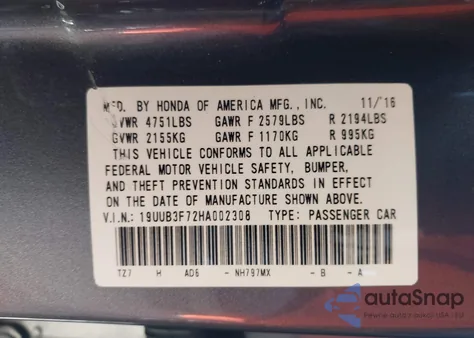 MFD. BY HONDA OF AMERICA MFG., INC. 11/16
GVWR 4751LBS GAWR F 2579LBS R 2194LBS
GVWR 2155KG GAWR F 1170KG R 995KG
THIS VEHICLE CONFORMS TO ALL APPLICABLE
FEDERAL MOTOR VEHICLE SAFETY, BUMPER,
AND THEFT PREVENTION STANDARDS IN EFFECT
ON THE DATE OF MANUFACTURE SHOWN ABOVE.
V.I.N.: 19UUB3F72HA002308 TYPE: PASSENGER CAR
TZ7 H AD6 - NH797MX - B - A
autoSnap